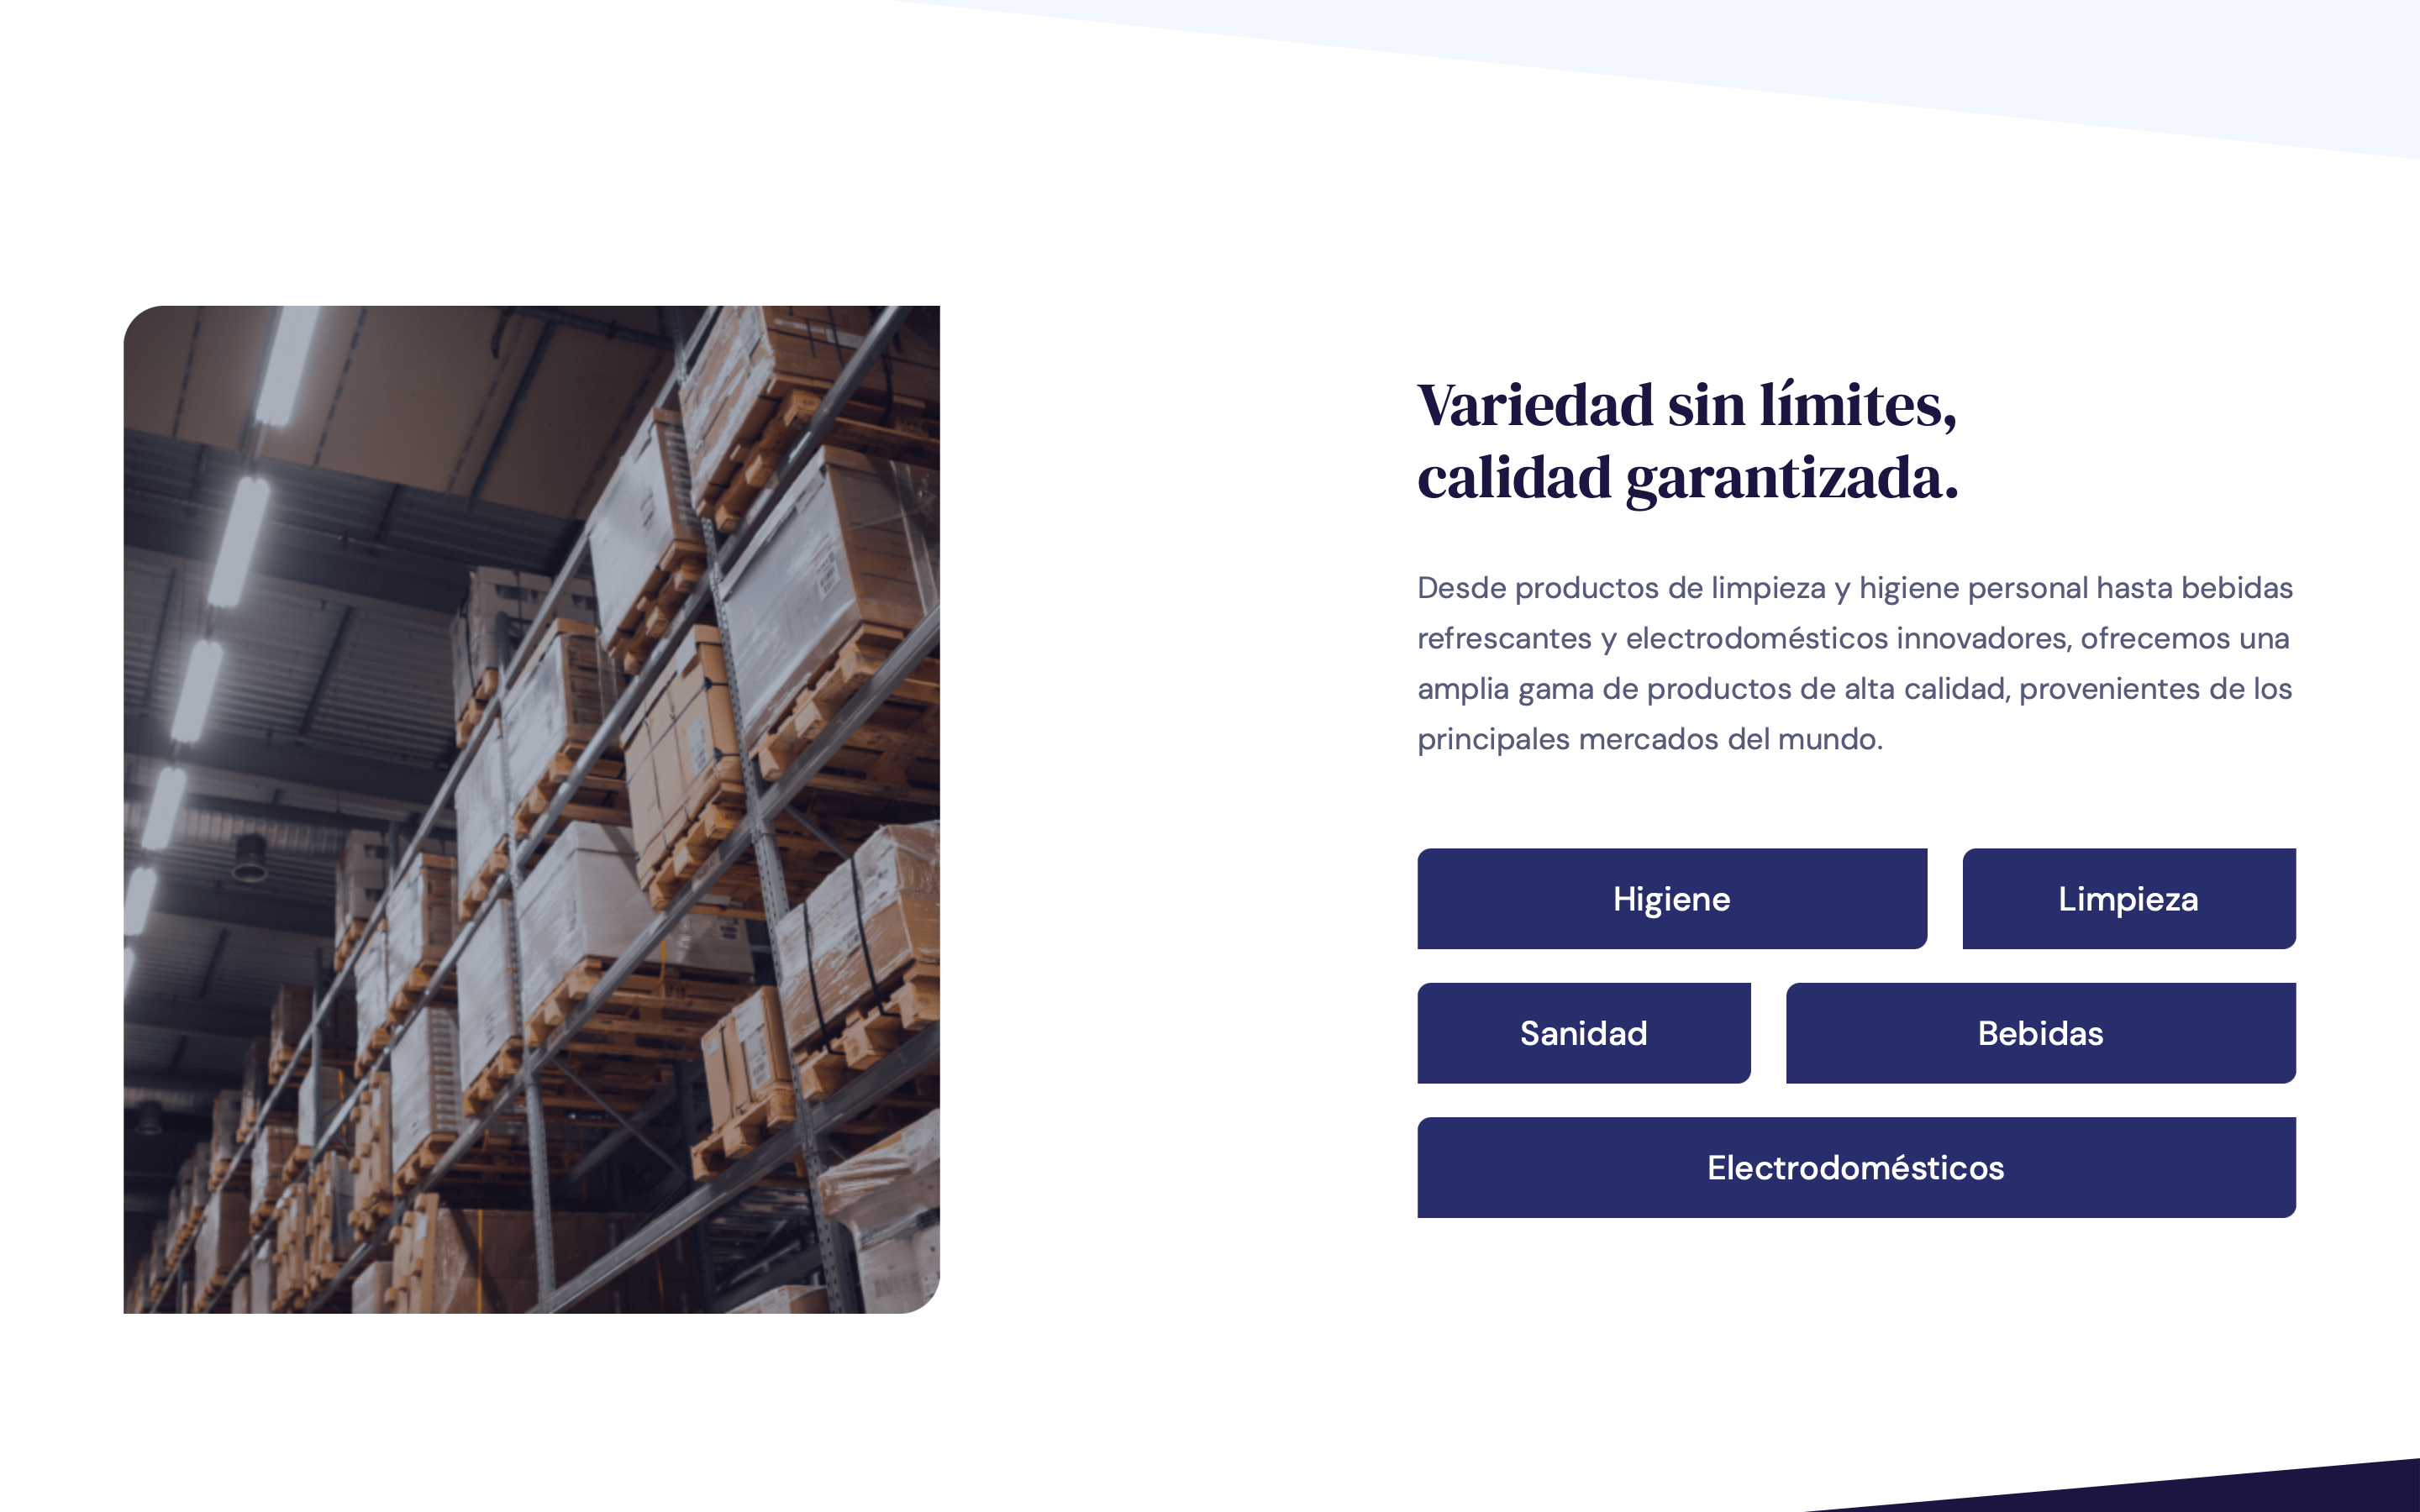 Variedad sin límites,
calidad garantizada.
Desde productos de limpieza y higiene personal hasta bebidas
refrescantes y electrodomésticos innovadores, ofrecemos una
amplia gama de productos de alta calidad, provenientes de los
principales mercados del mundo.
Higiene
Limpieza
Sanidad
Bebidas
Electrodomésticos